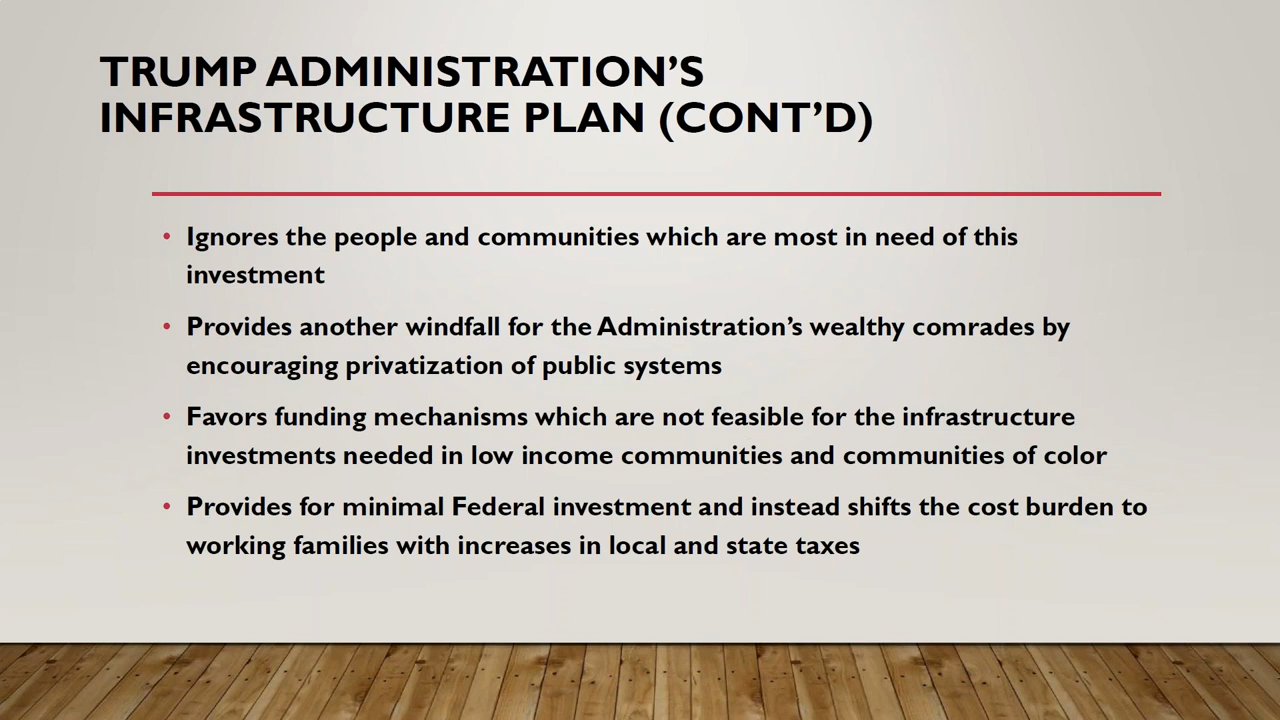 TRUMP ADMINISTRATION’S
INFRASTRUCTURE PLAN (CONT’D)
• Ignores the people and communities which are most in need of this
investment
• Provides another windfall for the Administration’s wealthy comrades by
encouraging privatization of public systems
• Favors funding mechanisms which are not feasible for the infrastructure
investments needed in low income communities and communities of color
• Provides for minimal Federal investment and instead shifts the cost burden to
working families with increases in local and state taxes